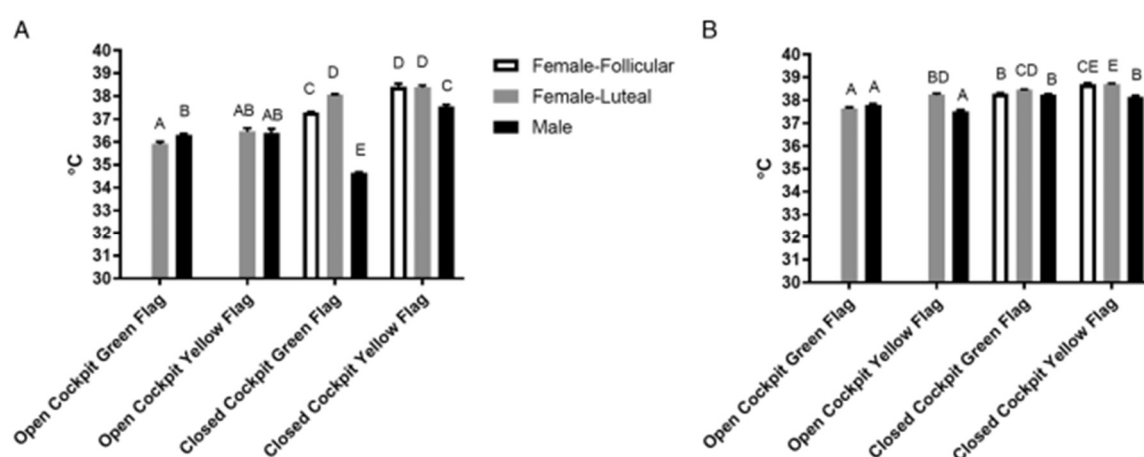 A
40
39
38
37
36
35
34
33
32
31
30
°C
A B AB AB C D E D D C
Open Cockpit Green Flag
Open Cockpit Yellow Flag
Closed Cockpit Green Flag
Closed Cockpit Yellow Flag
Female-Follicular
Female-Luteal
Male
B
40
39
38
37
36
35
34
33
32
31
30
°C
A A BD A B CD B CE E B
Open Cockpit Green Flag
Open Cockpit Yellow Flag
Closed Cockpit Green Flag
Closed Cockpit Yellow Flag